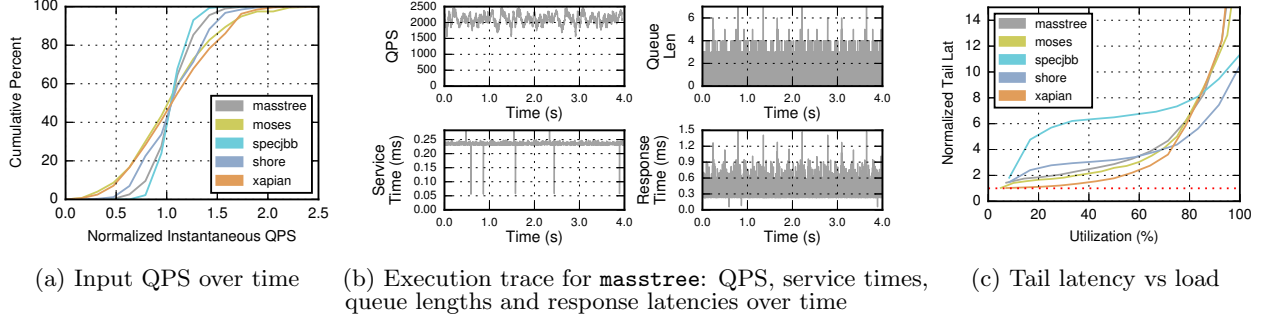 Cumulative Percent
100
80
60
40
20
0
masstree
moses
specjbb
shore
xapian
0.0 0.5 1.0 1.5 2.0 2.5
Normalized Instantaneous QPS
(a) Input QPS over time
QPS
2500
2000
1500
1000
500
0
0.0 1.0 2.0 3.0 4.0
Time (s)
Queue
Len
8
6
4
2
0
0.0 1.0 2.0 3.0 4.0
Time (s)
Service
Time (ms)
0.25
0.20
0.15
0.10
0.05
0.00
0.0 1.0 2.0 3.0 4.0
Time (s)
Response
Time (ms)
1.5
1.2
0.9
0.6
0.3
0.0
0.0 1.0 2.0 3.0 4.0
Time (s)
(b) Execution trace for masstree: QPS, service times,
queue lengths and response latencies over time
Normalized Tail Lat
14
12
10
8
6
4
2
0
masstree
moses
specjbb
shore
xapian
0 20 40 60 80 100
Utilization (%)
(c) Tail latency vs load